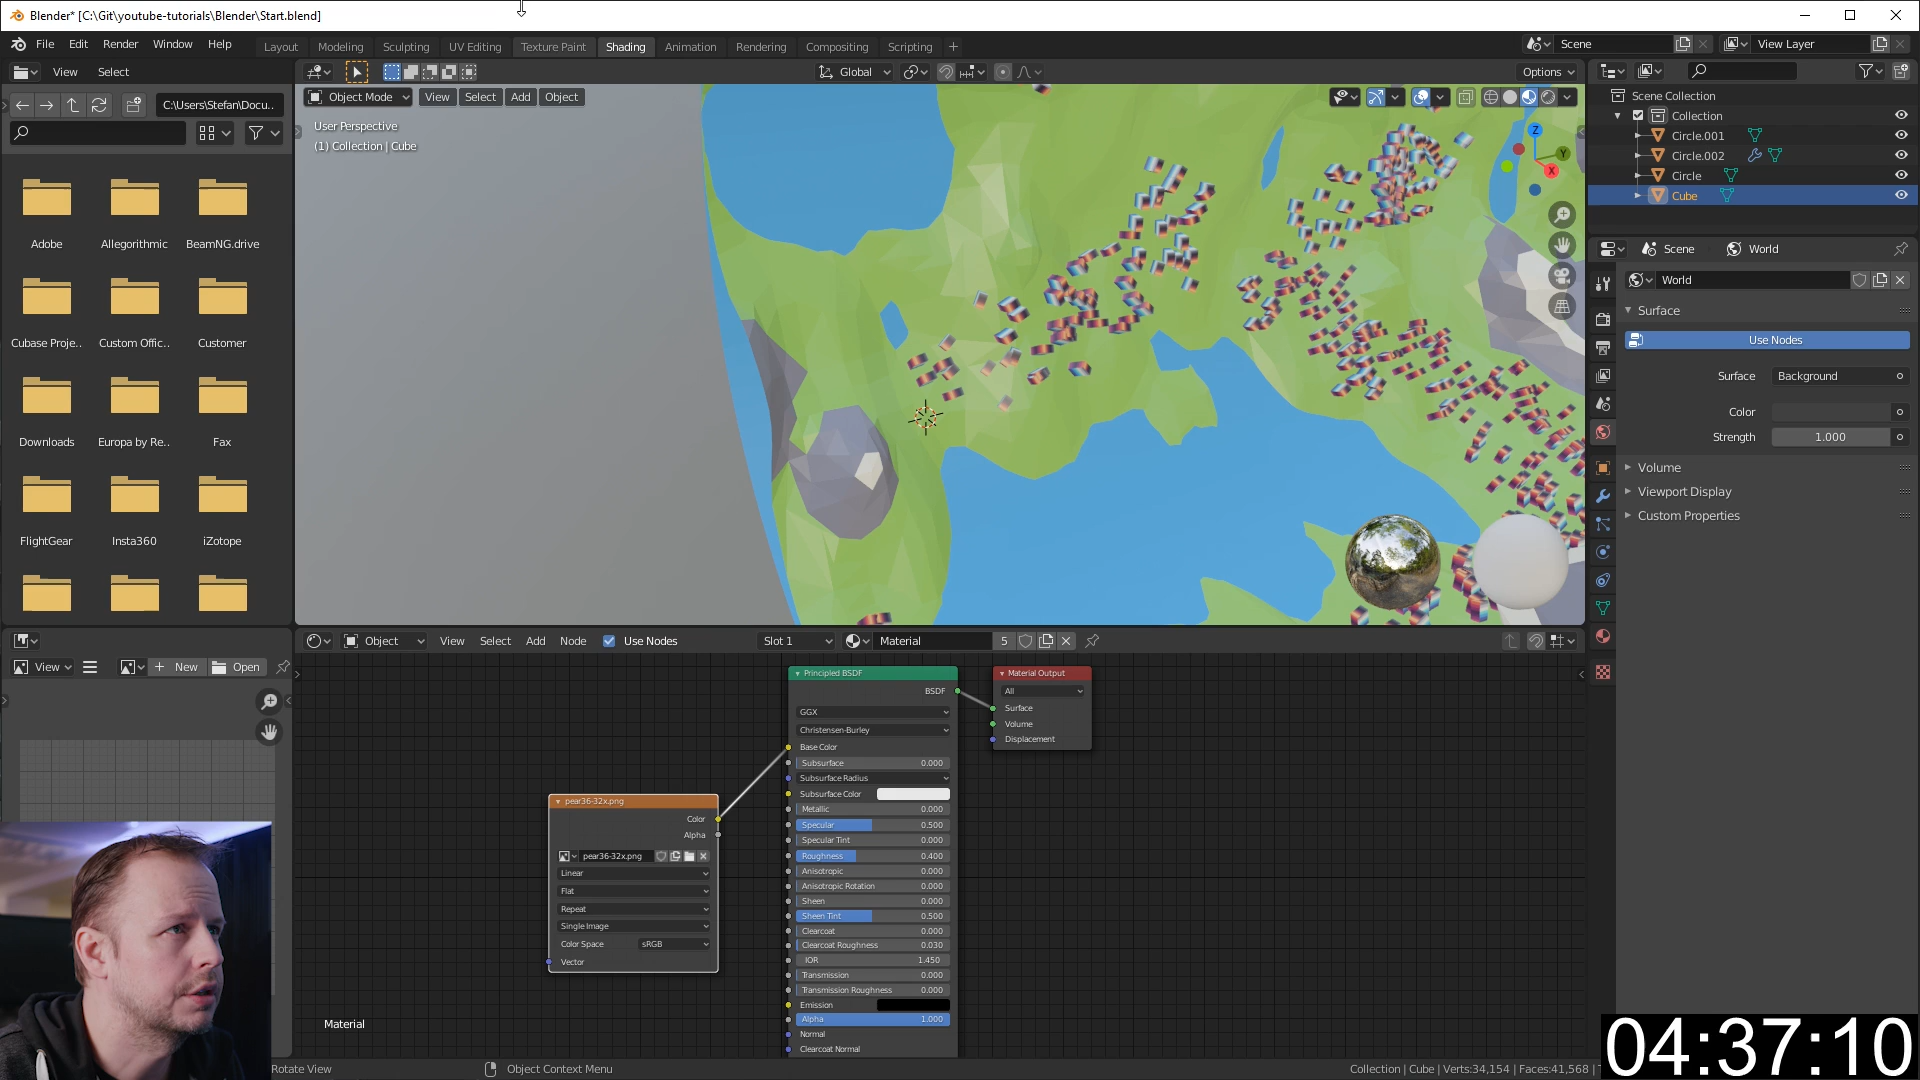 Blender* [C:\Git\youtube-tutorials\Blender\Start.blend]
File Edit Render Window Help
Layout Modeling Sculpting UV Editing Texture Paint Shading Animation Rendering Compositing Scripting +
Scene
View Layer
View Select
Global
Options
C:\Users\Stefan\Docu..
Object Mode View Select Add Object
User Perspective
(1) Collection | Cube
Z
Y
X
Adobe Allegorithmic BeamNG.drive
Cubase Proje.. Custom Offic.. Customer
Downloads Europa by Re.. Fax
FlightGear Insta360 iZotope
Scene Collection
Collection
Circle.001
Circle.002
Circle
Cube
Scene World
World
Surface
Use Nodes
Surface Background
Color
Strength 1.000
Volume
Viewport Display
Custom Properties
View New Open
Object View Select Add Node Use Nodes Slot 1 Material 5
pear36-32x.png
Color
Alpha
pear36-32x.png
Linear
Flat
Repeat
Single Image
Color Space sRGB
Vector
Principled BSDF
BSDF
GGX
Christensen-Burley
Base Color
Subsurface 0.000
Subsurface Radius
Subsurface Color
Metallic 0.000
Specular 0.500
Specular Tint 0.000
Roughness 0.400
Anisotropic 0.000
Anisotropic Rotation 0.000
Sheen 0.000
Sheen Tint 0.500
Clearcoat 0.000
Clearcoat Roughness 0.030
IOR 1.450
Transmission 0.000
Transmission Roughness 0.000
Emission
Alpha 1.000
Normal
Clearcoat Normal
Material Output
All
Surface
Volume
Displacement
Material
Rotate View
Object Context Menu
Collection | Cube | Verts:34,154 | Faces:41,568 |
04:37:10